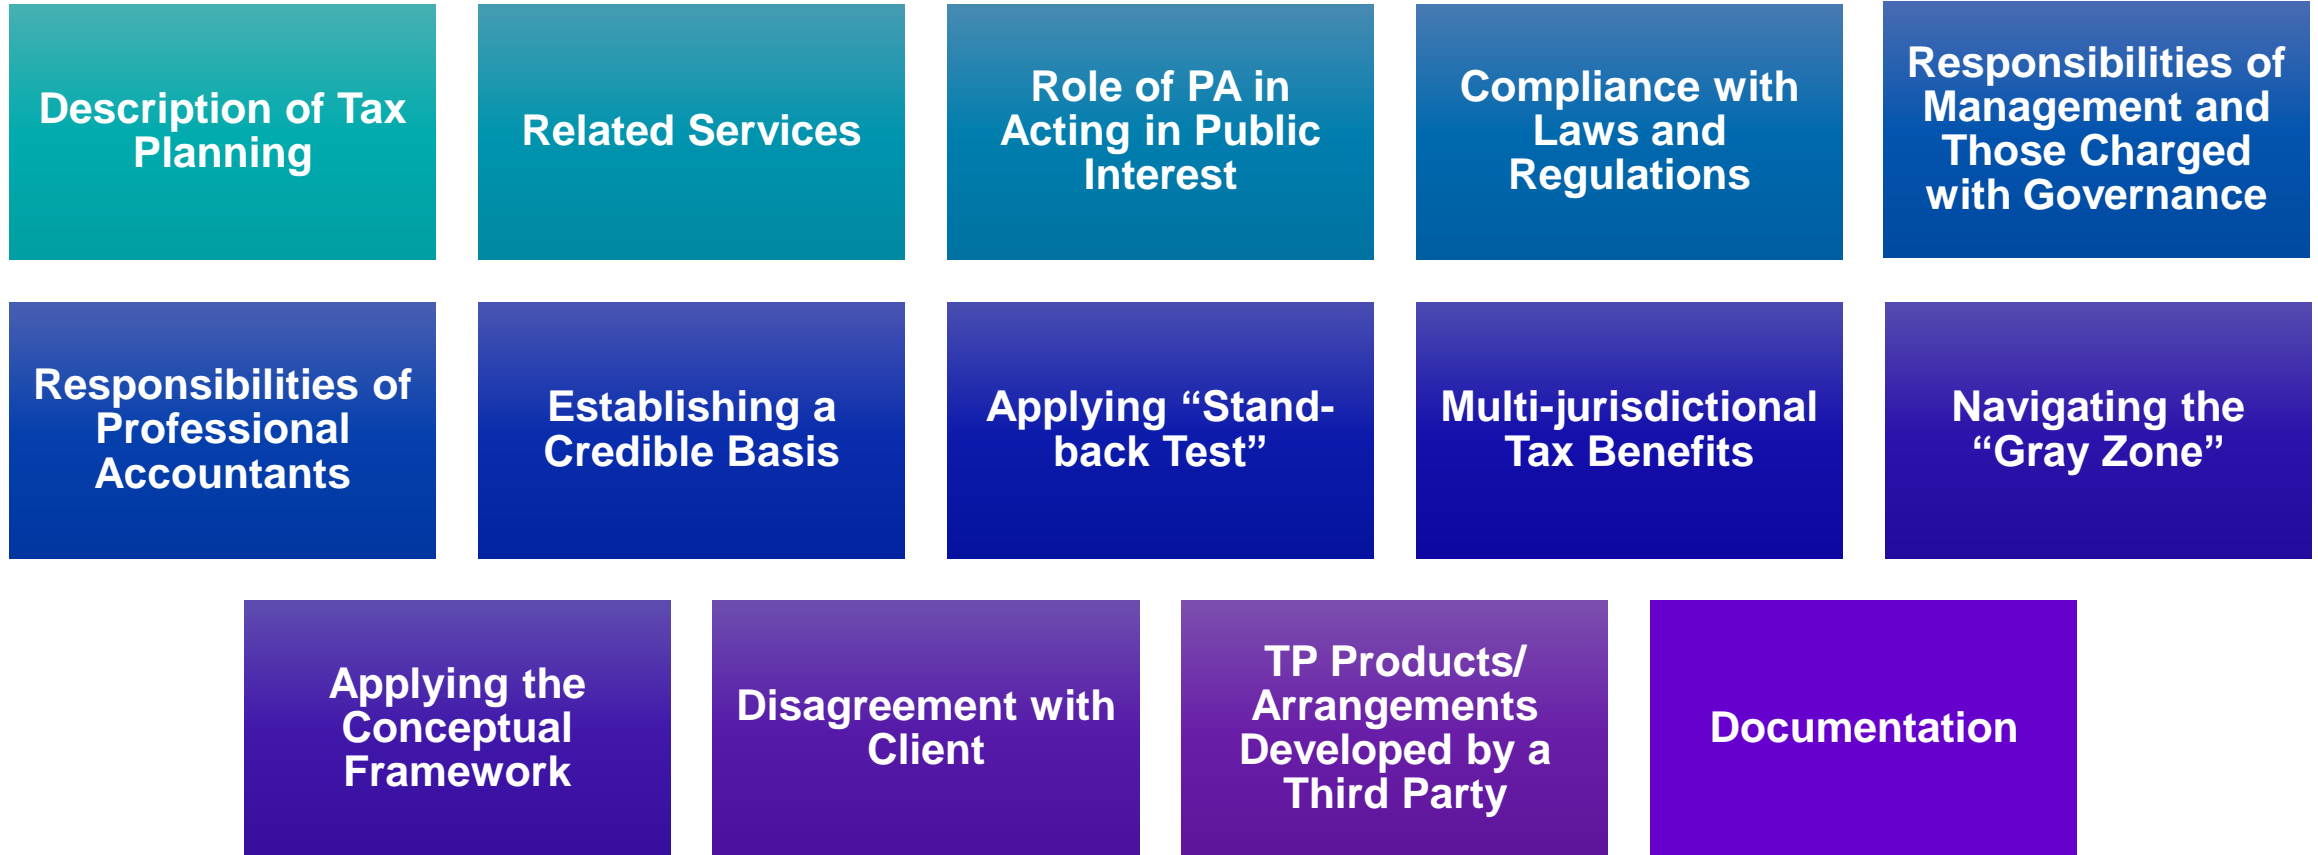 Description of Tax
Planning
Related Services
Role of PA in
Acting in Public
Interest
Compliance with
Laws and
Regulations
Responsibilities of
Management and
Those Charged
with Governance
Responsibilities of
Professional
Accountants
Establishing a
Credible Basis
Applying “Stand-
back Test”
Multi-jurisdictional
Tax Benefits
Navigating the
“Gray Zone”
Applying the
Conceptual
Framework
Disagreement with
Client
TP Products/
Arrangements
Developed by a
Third Party
Documentation